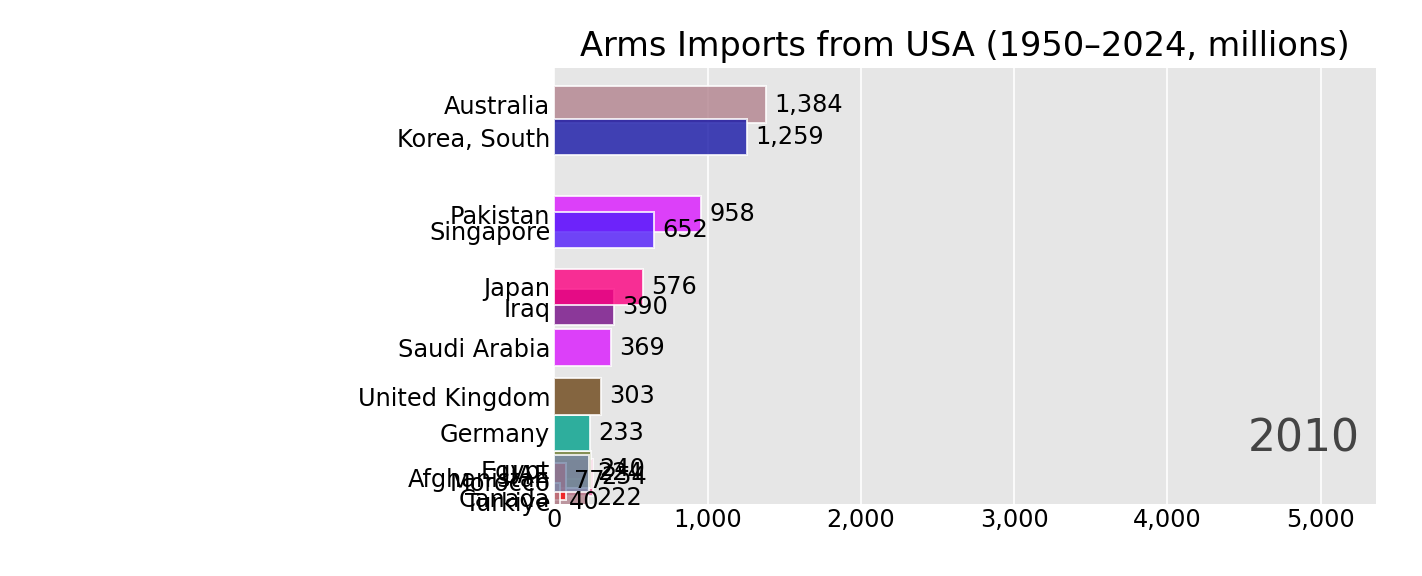 Arms Imports from USA (1950–2024, millions)
Australia 1,384
Korea, South 1,259
Pakistan 958
Singapore 652
Japan 576
Iraq 390
Saudi Arabia 369
United Kingdom 303
Germany 233
2010
Egypt 240
Afghanistan 234
Morocco 77
Canada 222
Turkiye 40
0 1,000 2,000 3,000 4,000 5,000